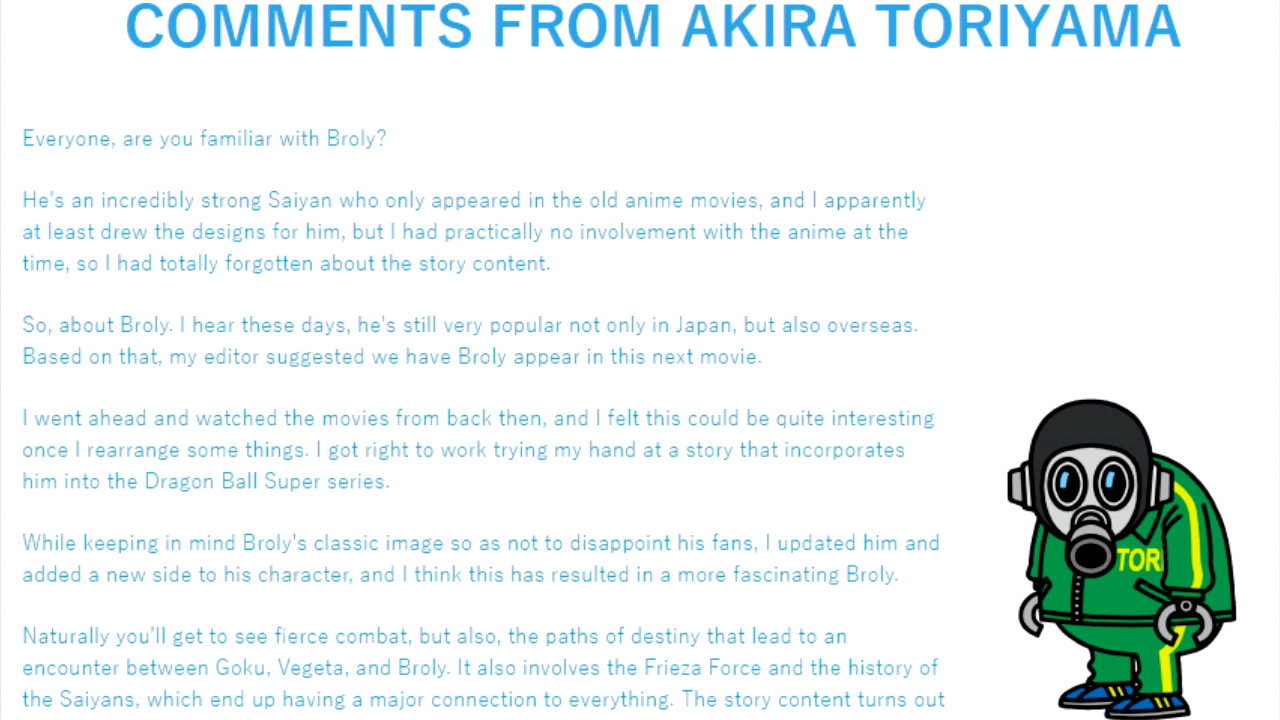 COMMENTS FROM AKIRA TORIYAMA
Everyone, are you familiar with Broly?
He's an incredibly strong Saiyan who only appeared in the old anime movies, and I apparently
at least drew the designs for him, but I had practically no involvement with the anime at the
time, so I had totally forgotten about the story content.
So, about Broly. I hear these days, he's still very popular not only in Japan, but also overseas.
Based on that, my editor suggested we have Broly appear in this next movie.
I went ahead and watched the movies from back then, and I felt this could be quite interesting
once I rearrange some things. I got right to work trying my hand at a story that incorporates
him into the Dragon Ball Super series.
While keeping in mind Broly's classic image so as not to disappoint his fans, I updated him and
added a new side to his character, and I think this has resulted in a more fascinating Broly.
Naturally you’ll get to see fierce combat, but also, the paths of destiny that lead to an
encounter between Goku, Vegeta, and Broly. It also involves the Frieza Force and the history of
the Saiyans, which end up having a major connection to everything. The story content turns out
TORI